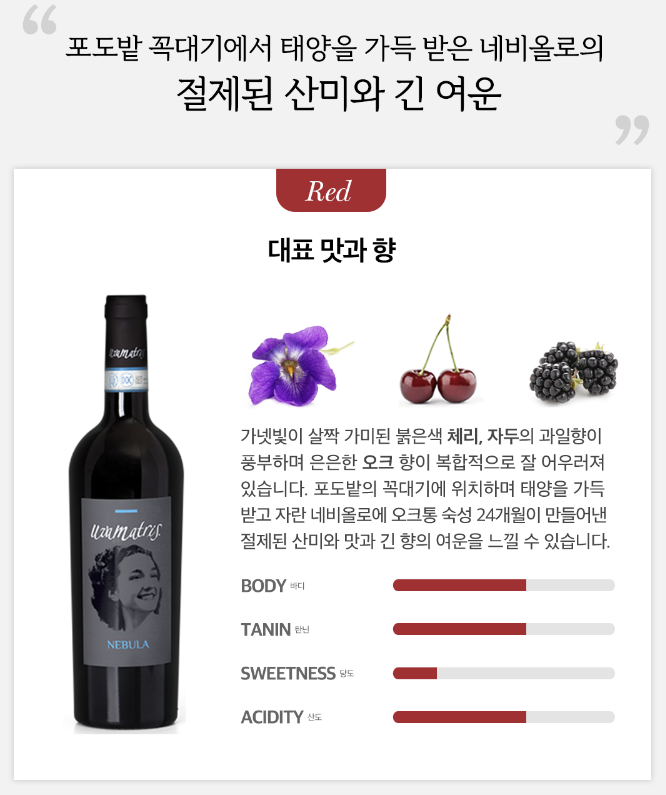 “
포도밭 꼭대기에서 태양을 가득 받은 네비올로의
절제된 산미와 긴 여운
”
Red
대표 맛과 향
uvamatris
DOC
uvamatris
NEBULA
가넷빛이 살짝 가미된 붉은색 체리, 자두의 과일향이
풍부하며 은은한 오크 향이 복합적으로 잘 어우러져
있습니다. 포도밭의 꼭대기에 위치하며 태양을 가득
받고 자란 네비올로에 오크통 숙성 24개월이 만들어낸
절제된 산미와 맛과 긴 향의 여운을 느낄 수 있습니다.
BODY 바디
TANIN 탄닌
SWEETNESS 당도
ACIDITY 산도